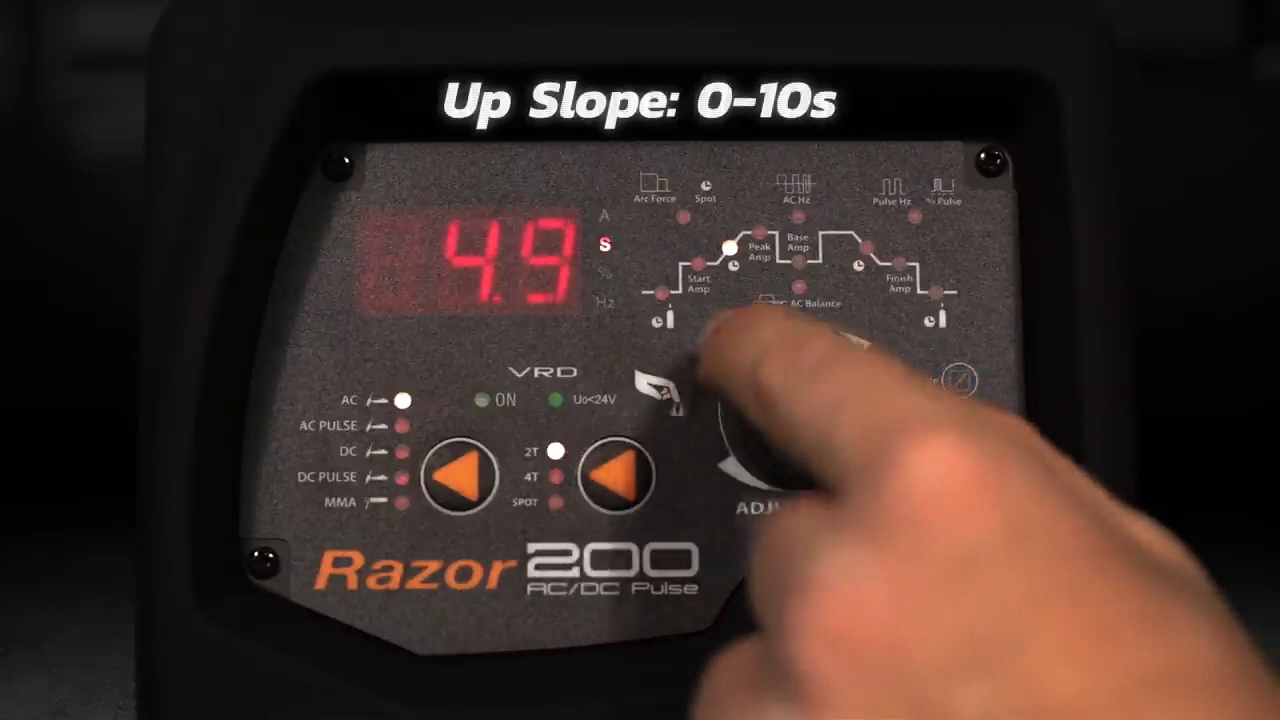 Up Slope: 0-10s
Arc Force
Spot
AC Hz
Pulse Hz
% Pulse
4.9
A
S
%
Hz
Peak Amp
Base Amp
Start Amp
Finish Amp
AC Balance
VRD
ON
Uo<24V
AC
AC PULSE
DC
DC PULSE
MMA
2T
4T
SPOT
Razor 200
AC/DC Pulse